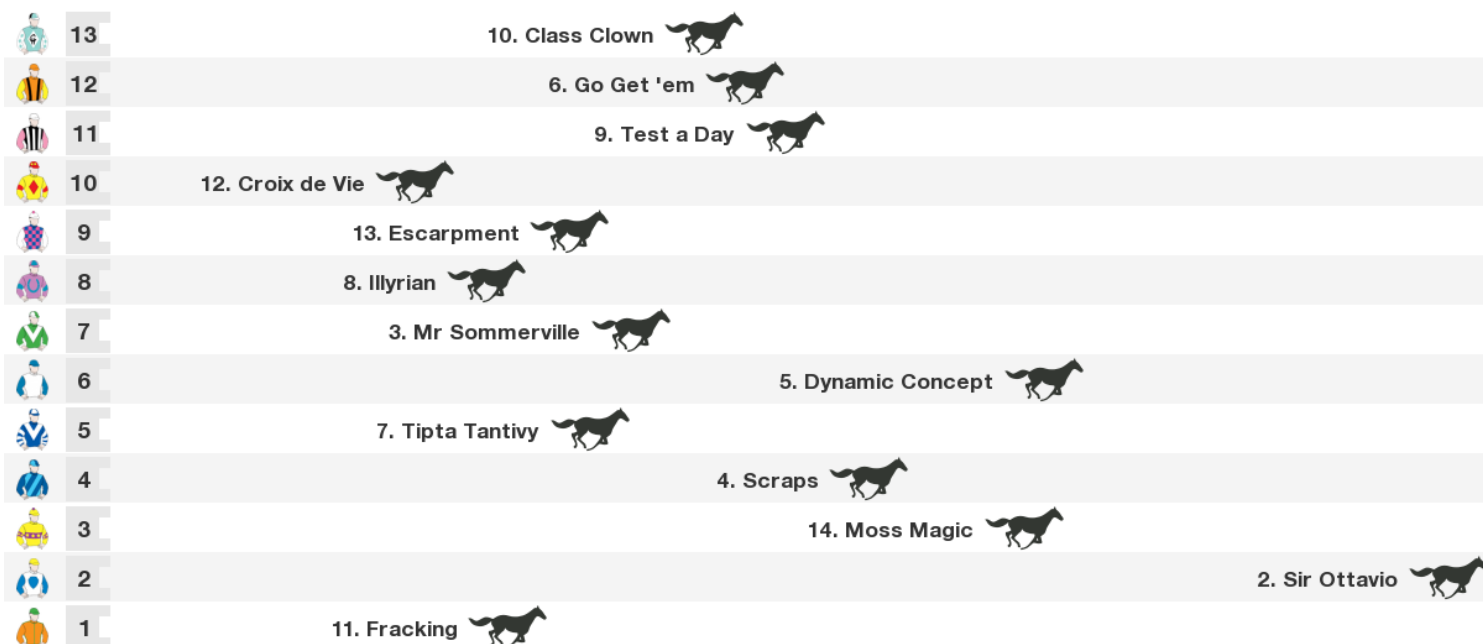 13 10. Class Clown
12 6. Go Get 'em
11 9. Test a Day
10 12. Croix de Vie
9 13. Escarpment
8 8. Illyrian
7 3. Mr Sommerville
6 5. Dynamic Concept
5 7. Tipta Tantivy
4 4. Scraps
3 14. Moss Magic
2 2. Sir Ottavio
1 11. Fracking